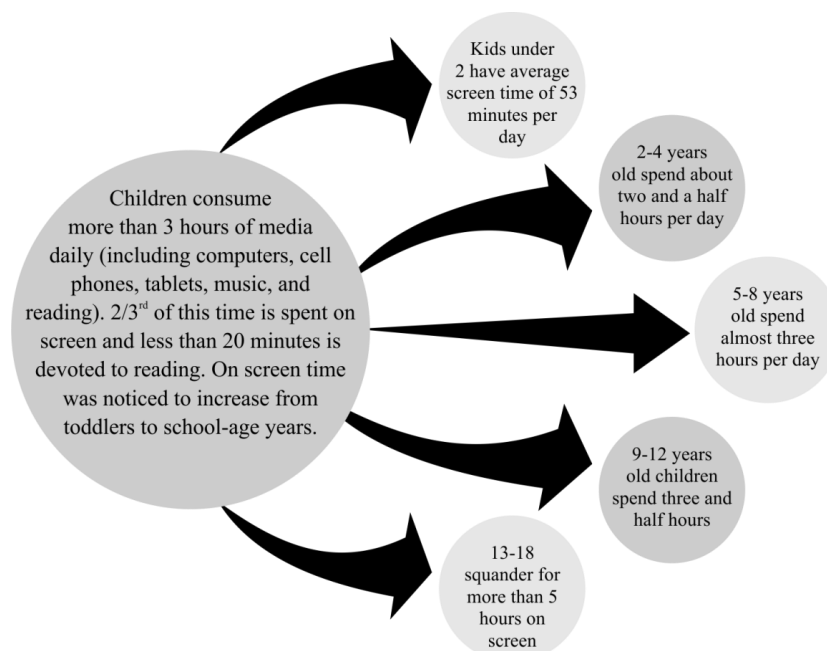 Kids under
2 have average
screen time of 53
minutes per
day
2-4 years
old spend about
two and a half
hours per day
Children consume
more than 3 hours of media
daily (including computers, cell
phones, tablets, music, and
reading). 2/3rd of this time is spent on
screen and less than 20 minutes is
devoted to reading. On screen time
was noticed to increase from
toddlers to school-age years.
5-8 years
old spend
almost three
hours per day
9-12 years
old children
spend three and
half hours
13-18
squander for
more than 5
hours on
screen